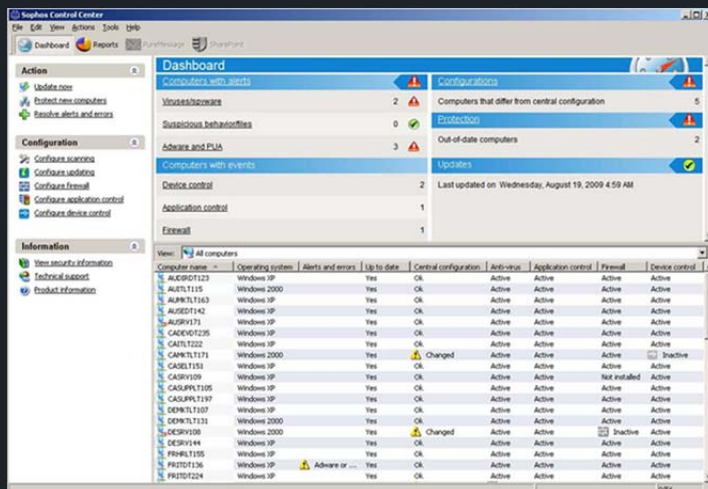 Sophos Control Center
File Edit View Actions Tools Help
Dashboard Reports PureMessage SharePoint
Action
Update now
Protect new computers
Resolve alerts and errors
Configuration
Configure scanning
Configure updating
Configure firewall
Configure application control
Configure device control
Information
View security information
Technical support
Product information
Dashboard
Computers with alerts
Viruses/spyware 2
Suspicious behavior/files 0
Adware and PUA 3
Computers with events
Device control 2
Application control 1
Firewall 1
Configurations
Computers that differ from central configuration 5
Protection
Out-of-date computers 2
Updates
Last updated on Wednesday, August 19, 2009 4:59 AM
View: All computers
Computer name Operating system Alerts and errors Up to date Central configuration Anti-virus Application control Firewall Device control
AUDIRDT123 Windows XP Yes Ok Active Active Active Active
AUITLT115 Windows 2000 Yes Ok Active Active Active Active
AUMKTLT163 Windows XP Yes Ok Active Active Active Active
AUSEDT142 Windows XP Yes Ok Active Active Active Active
AUSRV171 Windows XP Yes Ok Active Active Active Active
CADEVDT235 Windows XP Yes Ok Active Active Active Active
CAITLT222 Windows XP Yes Ok Active Active Active Active
CAMKTLT171 Windows 2000 Yes Changed Active Active Active Inactive
CASELT151 Windows XP Yes Ok Active Active Active Active
CASRV109 Windows XP Yes Ok Active Active Not installed Active
CASUPPLT105 Windows XP Yes Ok Active Active Active Active
CASUPPLT197 Windows XP Yes Ok Active Active Active Active
DEMKTLT107 Windows XP Yes Ok Active Active Active Active
DEMKTLT131 Windows 2000 Yes Ok Active Active Active Active
DESRV108 Windows 2000 Yes Changed Active Active Inactive Active
DESRV144 Windows XP Yes Ok Active Active Active Active
FRHRLT155 Windows XP Yes Ok Active Active Active Active
FRITDT136 Windows XP Adware or ... Yes Ok Active Active Active Active
FRITDT224 Windows XP Yes Ok Active Active Active Active